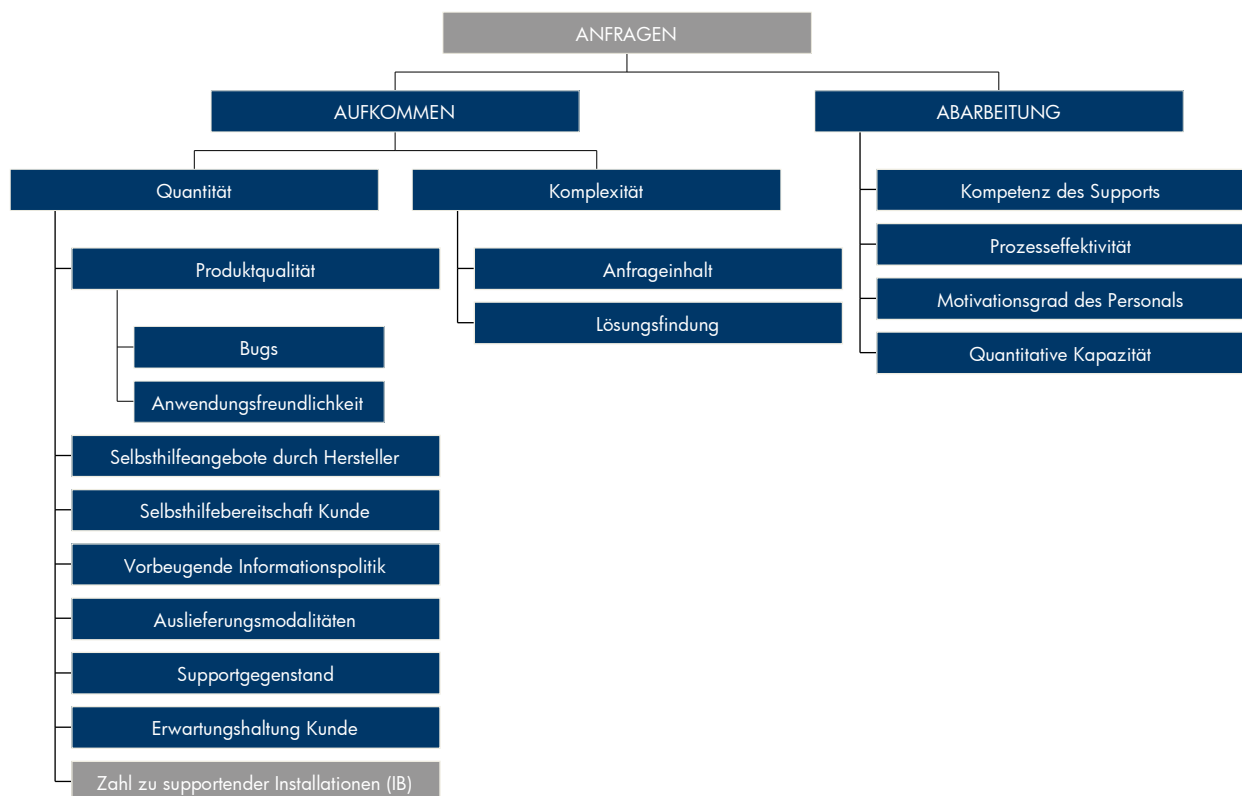 ANFRAGEN
AUFKOMMEN
ABARBEITUNG
Quantität
Komplexität
Kompetenz des Supports
Prozesseffektivität
Motivationsgrad des Personals
Quantitative Kapazität
Produktqualität
Anfrageinhalt
Lösungsfindung
Bugs
Anwendungsfreundlichkeit
Selbsthilfeangebote durch Hersteller
Selbsthilfebereitschaft Kunde
Vorbeugende Informationspolitik
Auslieferungsmodalitäten
Supportgegenstand
Erwartungshaltung Kunde
Zahl zu supportender Installationen (IB)